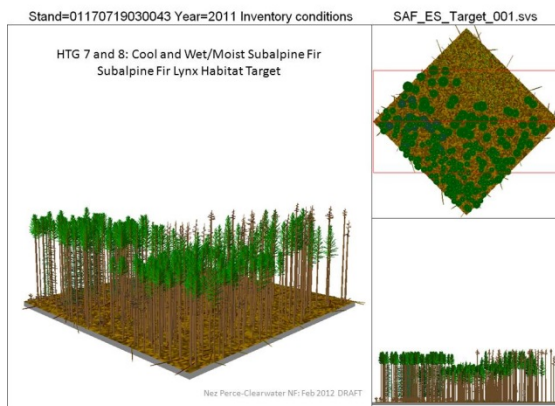 Stand=01170719030043 Year=2011 Inventory conditions
SAF_ES_Target_001.svs
HTG 7 and 8: Cool and Wet/Moist Subalpine Fir
Subalpine Fir Lynx Habitat Target
Nez Perce-Clearwater NF: Feb 2012 DRAFT